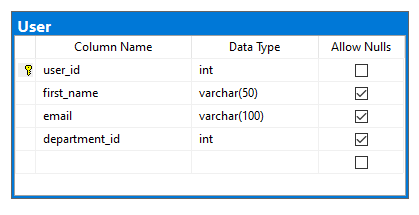 User
Column Name Data Type Allow Nulls
user_id int
first_name varchar(50)
email varchar(100)
department_id int